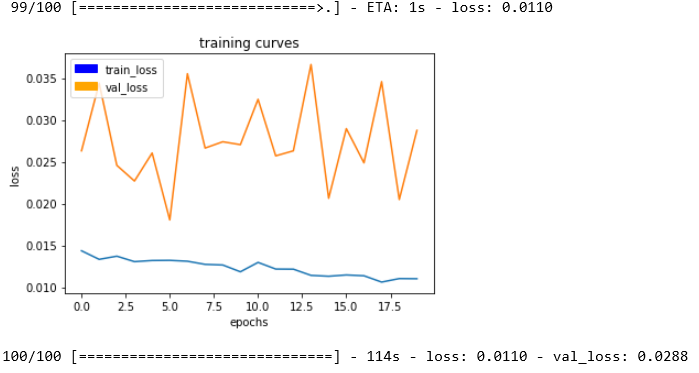 99/100 [============================>.] - ETA: 1s - loss: 0.0110
training curves
train_loss
val_loss
0.035
0.030
0.025
0.020
0.015
0.010
loss
0.0 2.5 5.0 7.5 10.0 12.5 15.0 17.5
epochs
100/100 [==============================] - 114s - loss: 0.0110 - val_loss: 0.0288